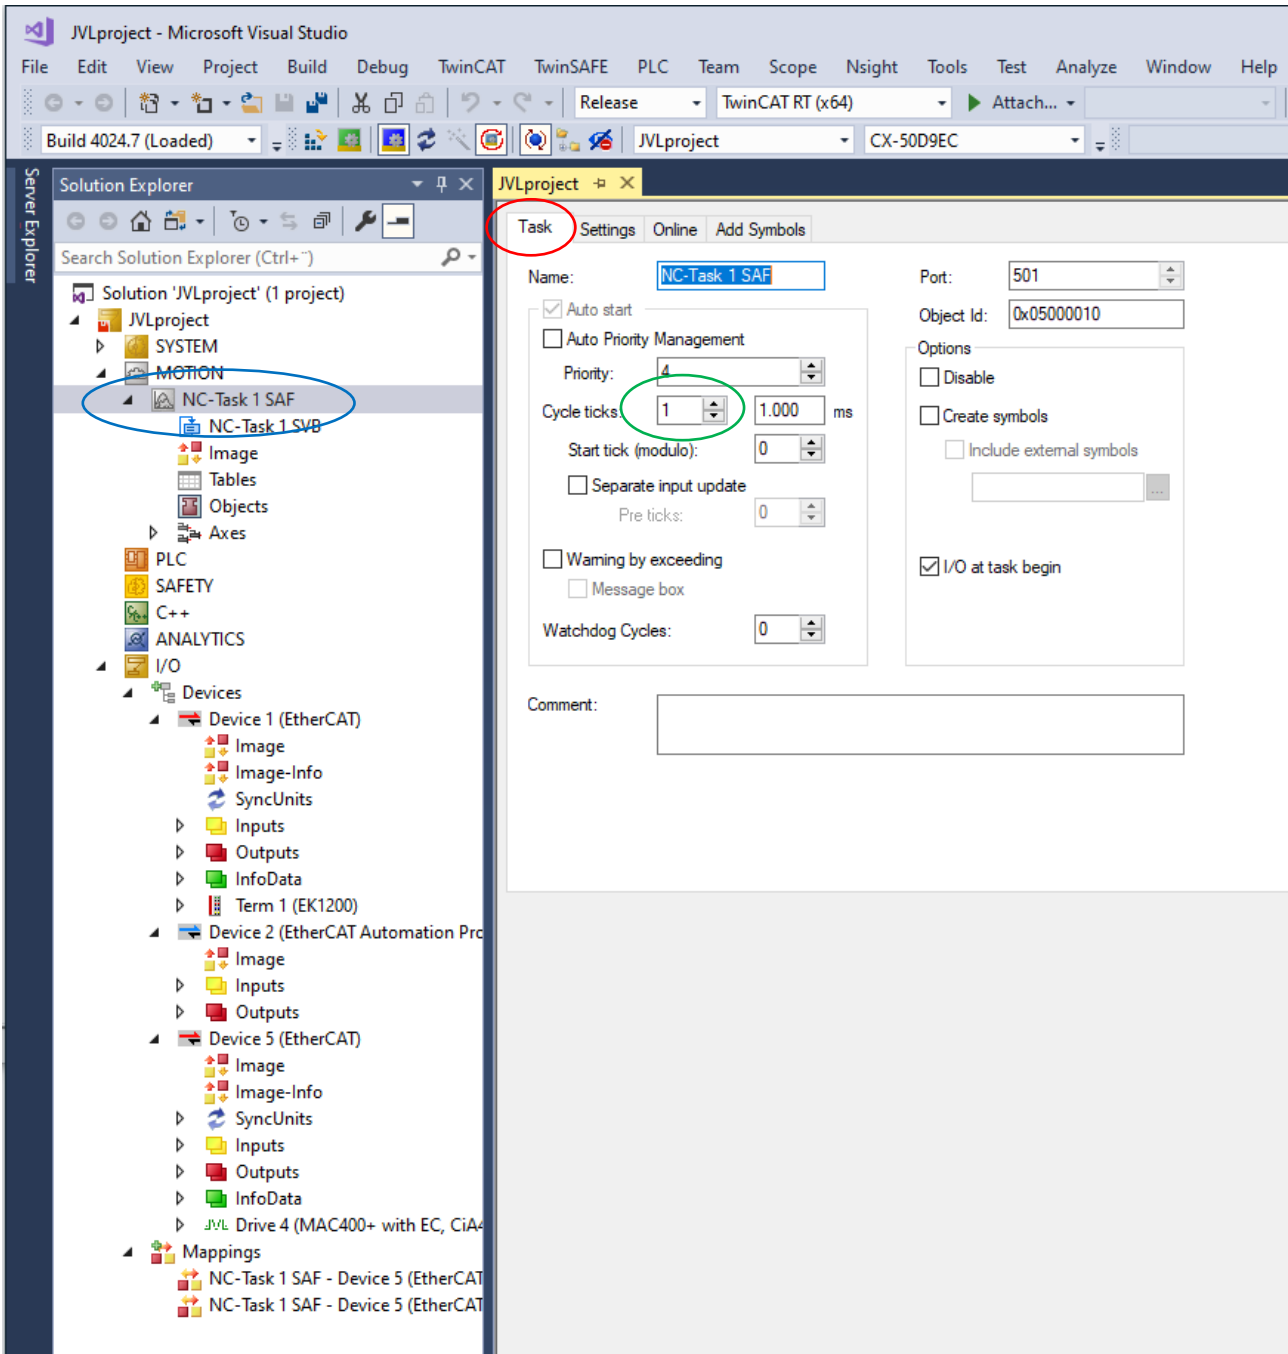 JVLproject - Microsoft Visual Studio
File Edit View Project Build Debug TwinCAT TwinSAFE PLC Team Scope Nsight Tools Test Analyze Window Help
Release TwinCAT RT (x64) Attach...
Build 4024.7 (Loaded) JVLproject CX-50D9EC
Server Explorer
Solution Explorer
Search Solution Explorer (Ctrl+¨)
Solution 'JVLproject' (1 project)
JVLproject
SYSTEM
MOTION
NC-Task 1 SAF
NC-Task 1 SVB
Image
Tables
Objects
Axes
PLC
SAFETY
C++
ANALYTICS
I/O
Devices
Device 1 (EtherCAT)
Image
Image-Info
SyncUnits
Inputs
Outputs
InfoData
Term 1 (EK1200)
Device 2 (EtherCAT Automation Prc
Image
Inputs
Outputs
Device 5 (EtherCAT)
Image
Image-Info
SyncUnits
Inputs
Outputs
InfoData
JVL Drive 4 (MAC400+ with EC, CiA4
Mappings
NC-Task 1 SAF - Device 5 (EtherCAT
NC-Task 1 SAF - Device 5 (EtherCAT
JVLproject
Task Settings Online Add Symbols
Name: NC-Task 1 SAF
Auto start
Auto Priority Management
Priority: 4
Cycle ticks: 1 1.000 ms
Start tick (modulo): 0
Separate input update
Pre ticks: 0
Warning by exceeding
Message box
Watchdog Cycles: 0
Port: 501
Object Id: 0x05000010
Options
Disable
Create symbols
Include external symbols
...
I/O at task begin
Comment: